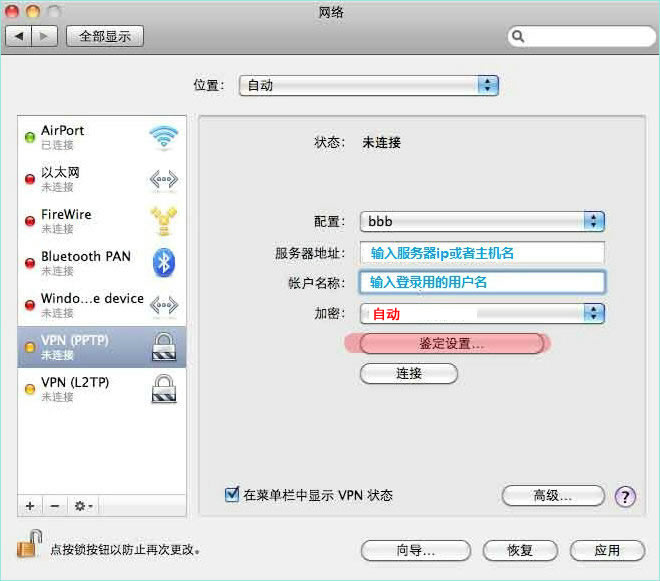 网络
全部显示
位置： 自动
AirPort
已连接
以太网
未连接
FireWire
未连接
Bluetooth PAN
未连接
Windo...e device
未连接
VPN (PPTP)
未连接
VPN (L2TP)
未连接
状态： 未连接
配置： bbb
服务器地址： 输入服务器ip或者主机名
帐户名称： 输入登录用的用户名
加密： 自动
鉴定设置...
连接
在菜单栏中显示 VPN 状态
高级...
?
点按锁按钮以防止再次更改。
向导...
恢复
应用